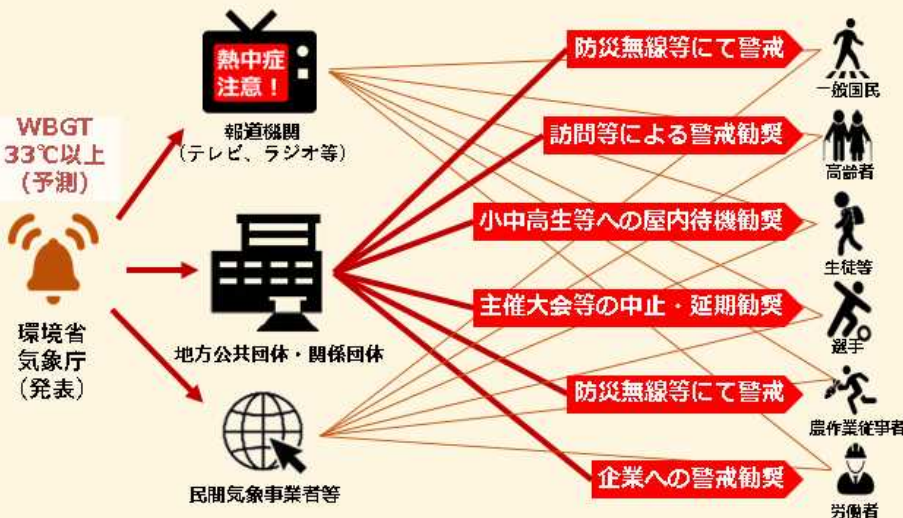 WBGT
33℃以上
(予測)
環境省
気象庁
(発表)
熱中症
注意！
報道機関
(テレビ、ラジオ等)
地方公共団体・関係団体
民間気象事業者等
防災無線等にて警戒
訪問等による警戒勧奨
小中高生等への屋内待機勧奨
主催大会等の中止・延期勧奨
防災無線等にて警戒
企業への警戒勧奨
一般国民
高齢者
生徒等
選手
農作業従事者
労働者